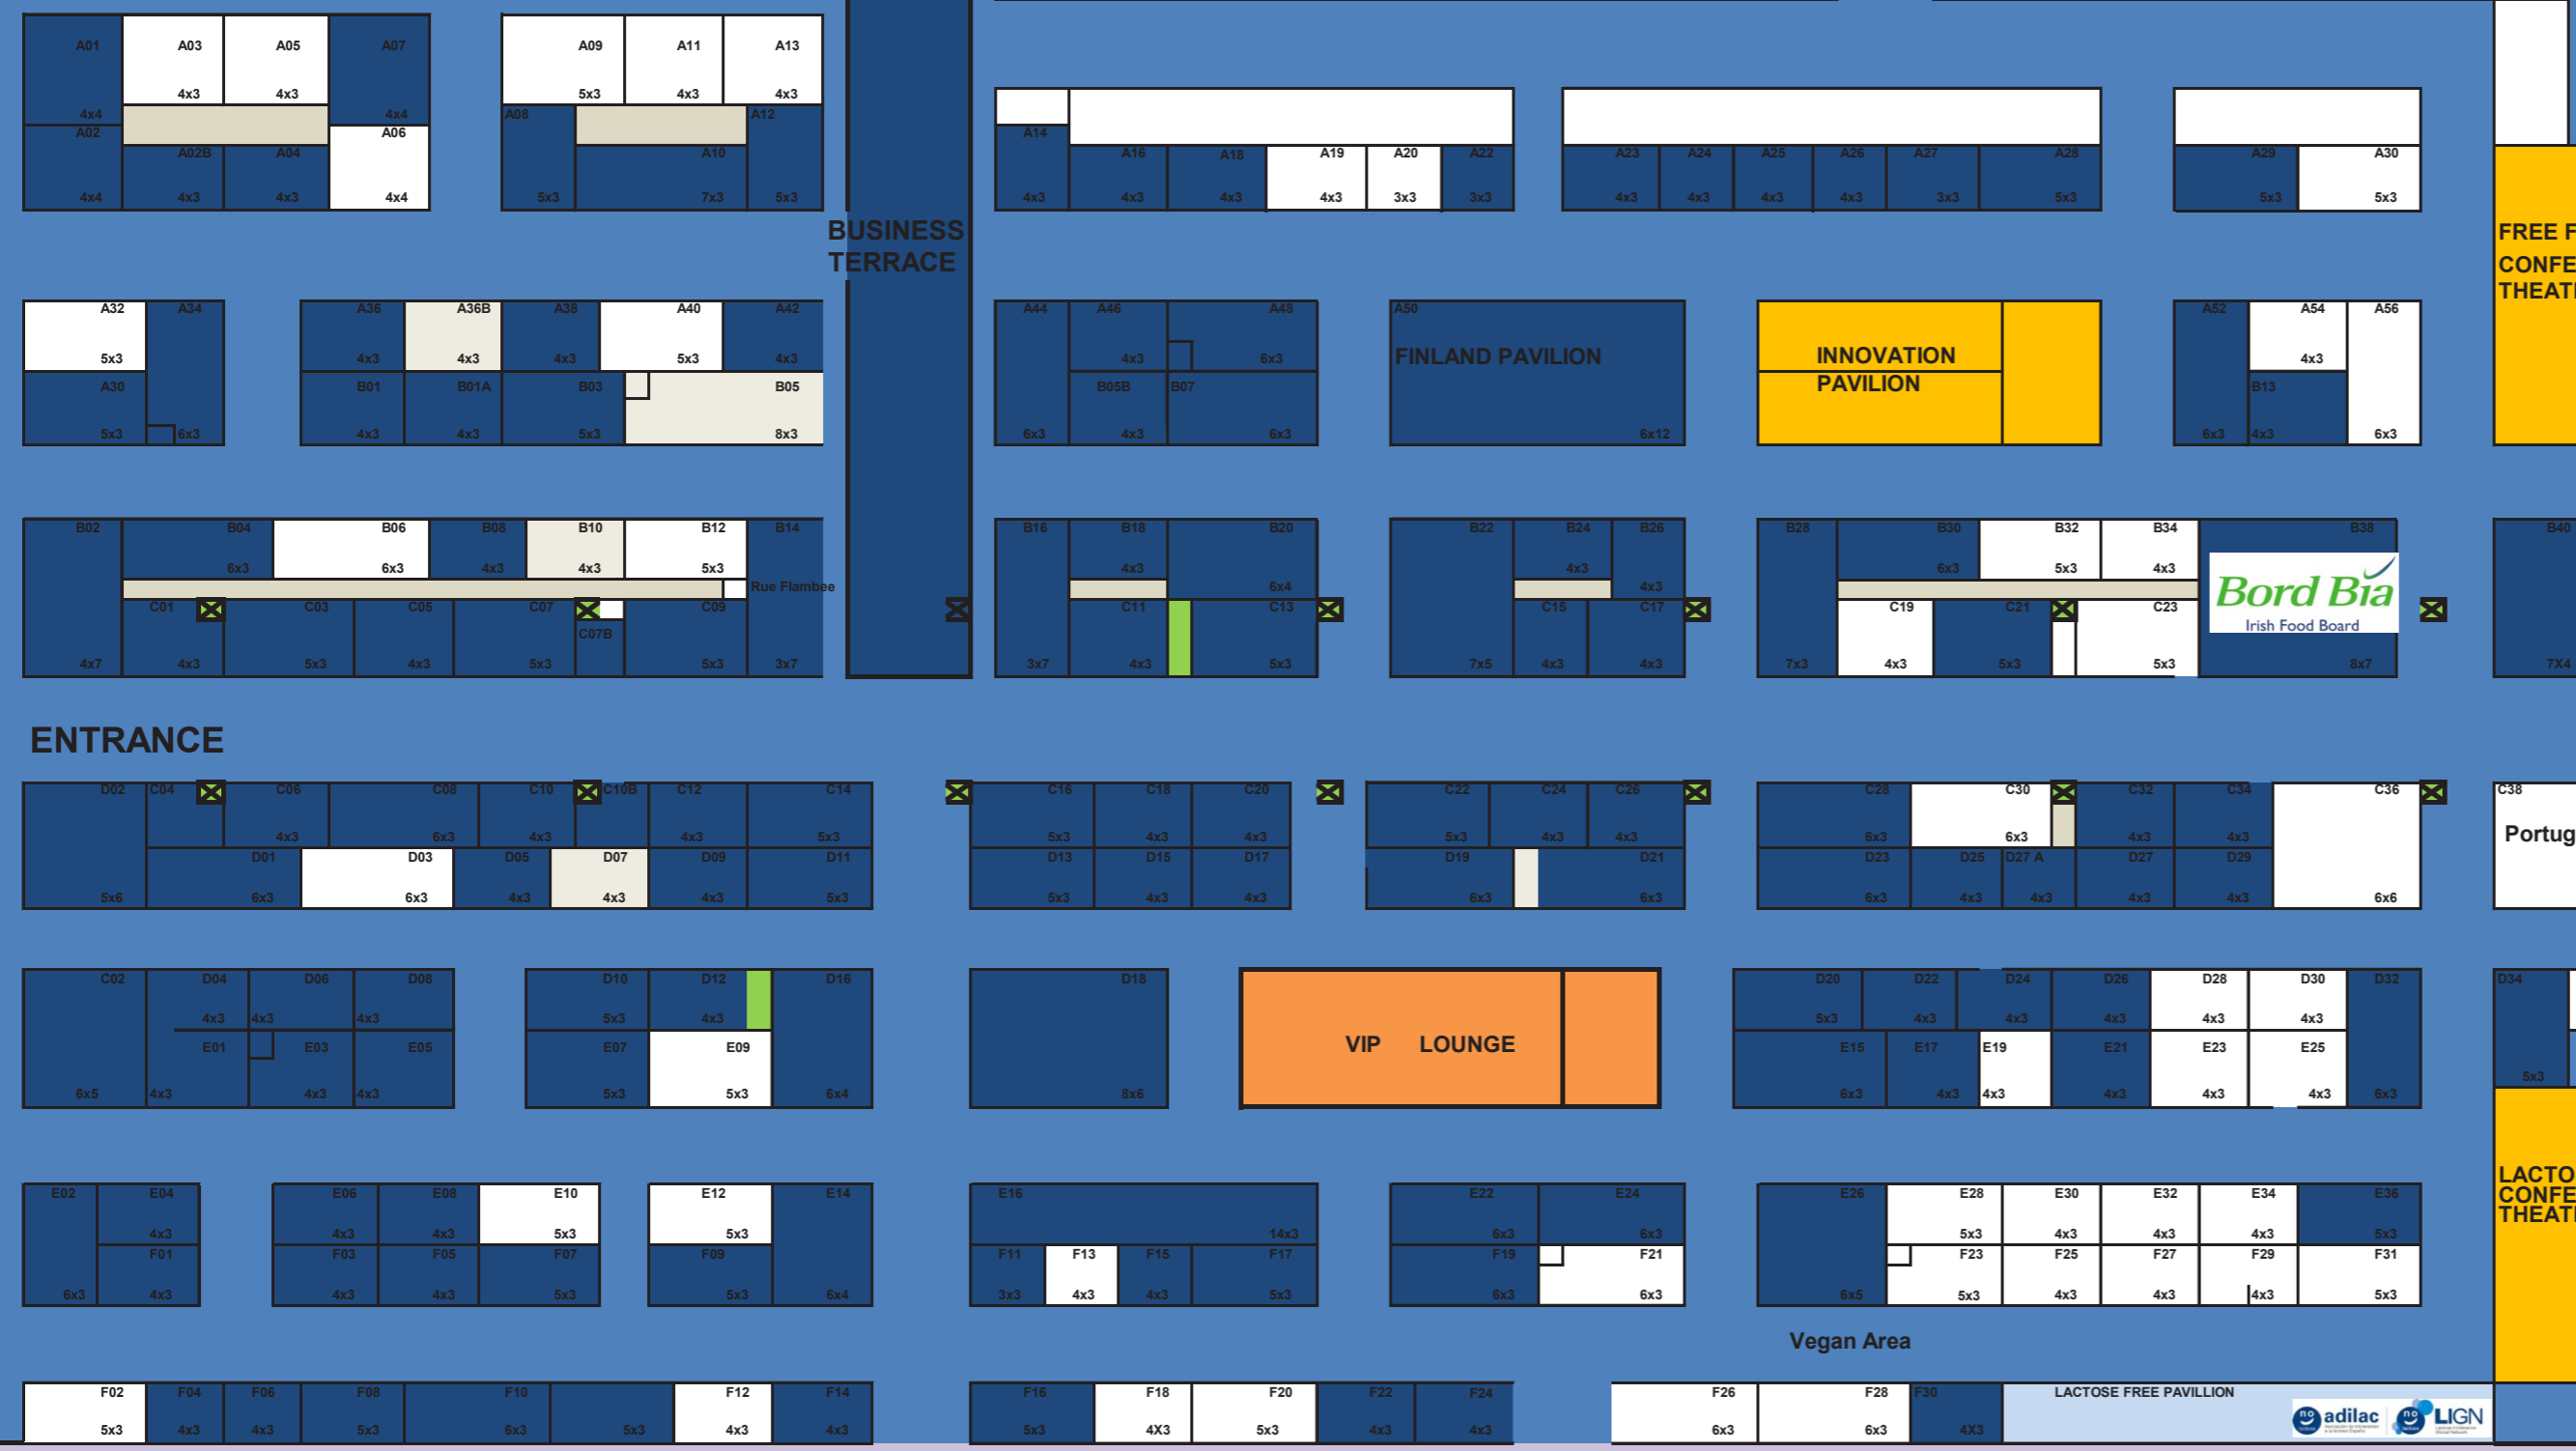 A01 A03 A05 A07 A09 A11 A13
4x3 4x3 5x3 4x3 4x3
4x4 4x4 A08 A12
A02 A06
A02B A04 A10 A14 A16 A18 A19 A20 A22 A23 A24 A25 A26 A27 A28 A29 A30
4x4 4x3 4x3 4x4 5x3 7x3 5x3 4x3 4x3 4x3 4x3 3x3 3x3 4x3 4x3 4x3 4x3 3x3 5x3 5x3 5x3
BUSINESS
TERRACE
FREE F
CONFE
THEATI
A32 A34 A36 A36B A38 A40 A42 A44 A46 A48 A50 A52 A54 A56
5x3 4x3 4x3 4x3 5x3 4x3 4x3 6x3 FINLAND PAVILION INNOVATION 4x3
PAVILION
A30 B01 B01A B03 B05 B05B B07 B13
5x3 6x3 4x3 4x3 5x3 8x3 6x3 4x3 6x3 6x12 6x3 4x3 6x3
B02 B04 B06 B08 B10 B12 B14 B16 B18 B20 B22 B24 B26 B28 B30 B32 B34 B38 B40
6x3 6x3 4x3 4x3 5x3 4x3 4x3 6x3 5x3 4x3
Rue Flambee 6x4 4x3
Bord Bia
Irish Food Board
C01 C03 C05 C07 C09 C11 C13 C15 C17 C19 C21 C23
C07B
4x7 4x3 5x3 4x3 5x3 5x3 3x7 3x7 4x3 5x3 7x5 4x3 4x3 7x3 4x3 5x3 5x3 8x7 7X4
ENTRANCE
D02 C04 C06 C08 C10 C10B C12 C14 C16 C18 C20 C22 C24 C26 C28 C30 C32 C34 C36 C38
4x3 6x3 4x3 4x3 5x3 5x3 4x3 4x3 5x3 4x3 4x3 6x3 6x3 4x3 4x3 Portug
D01 D03 D05 D07 D09 D11 D13 D15 D17 D19 D21 D23 D25 D27 A D27 D29
5x6 6x3 6x3 4x3 4x3 4x3 5x3 5x3 4x3 4x3 6x3 6x3 6x3 4x3 4x3 4x3 4x3 6x6
C02 D04 D06 D08 D10 D12 D16 D18 D20 D22 D24 D26 D28 D30 D32 D34
4x3 4x3 4x3 5x3 4x3 5x3 4x3 4x3 4x3 4x3 4x3
VIP LOUNGE
E01 E03 E05 E07 E09 E15 E17 E19 E21 E23 E25
5x3
6x5 4x3 4x3 4x3 5x3 5x3 6x4 8x6 6x3 4x3 4x3 4x3 4x3 4x3 6x3
LACTO
CONFE
THEATI
E02 E04 E06 E08 E10 E12 E14 E16 E22 E24 E26 E28 E30 E32 E34 E36
4x3 4x3 4x3 5x3 5x3 14x3 6x3 6x3 5x3 4x3 4x3 4x3 5x3
F01 F03 F05 F07 F09 F11 F13 F15 F17 F19 F21 F23 F25 F27 F29 F31
6x3 4x3 4x3 4x3 5x3 5x3 6x4 3x3 4x3 4x3 5x3 6x3 6x3 6x5 5x3 4x3 4x3 4x3 5x3
Vegan Area
F02 F04 F06 F08 F10 F12 F14 F16 F18 F20 F22 F24 F26 F28 F30 LACTOSE FREE PAVILLION
5x3 4x3 4x3 5x3 6x3 5x3 4x3 4x3 5x3 4X3 5x3 4x3 4x3 6x3 6x3 4X3
no adilac no LIGN